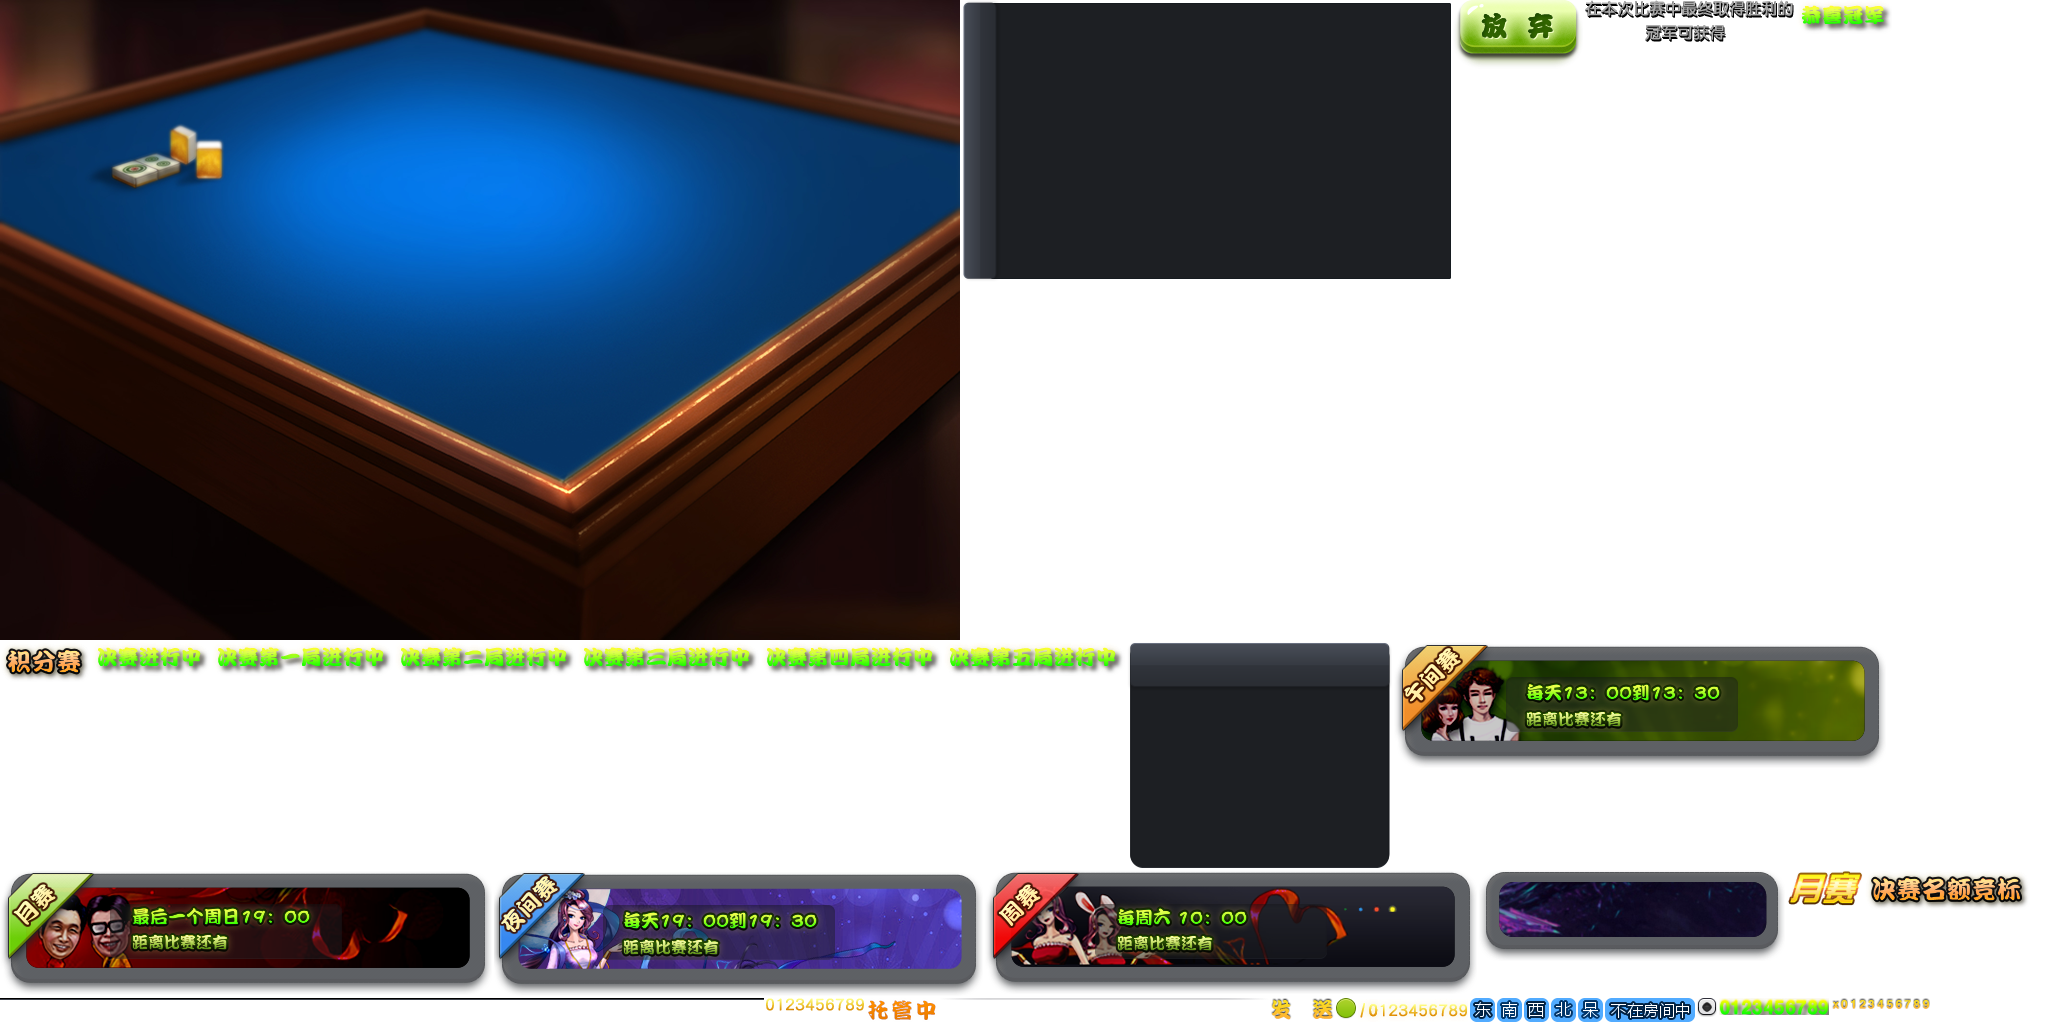 放 弃
在本次比赛中最终取得胜利的
冠军可获得
恭喜冠军
积分赛
决赛进行中
决赛第一局进行中
决赛第二局进行中
决赛第三局进行中
决赛第四局进行中
决赛第五局进行中
午间赛
每天13：00到13：30
距离比赛还有
月赛
最后一个周日19：00
距离比赛还有
夜间赛
每天19：00到19：30
距离比赛还有
周赛
每周六 10：00
距离比赛还有
月赛
决赛名额竞标
0123456789
托管中
发 送
/0123456789
东
南
西
北
呆
不在房间中
0123456789
x0123456789